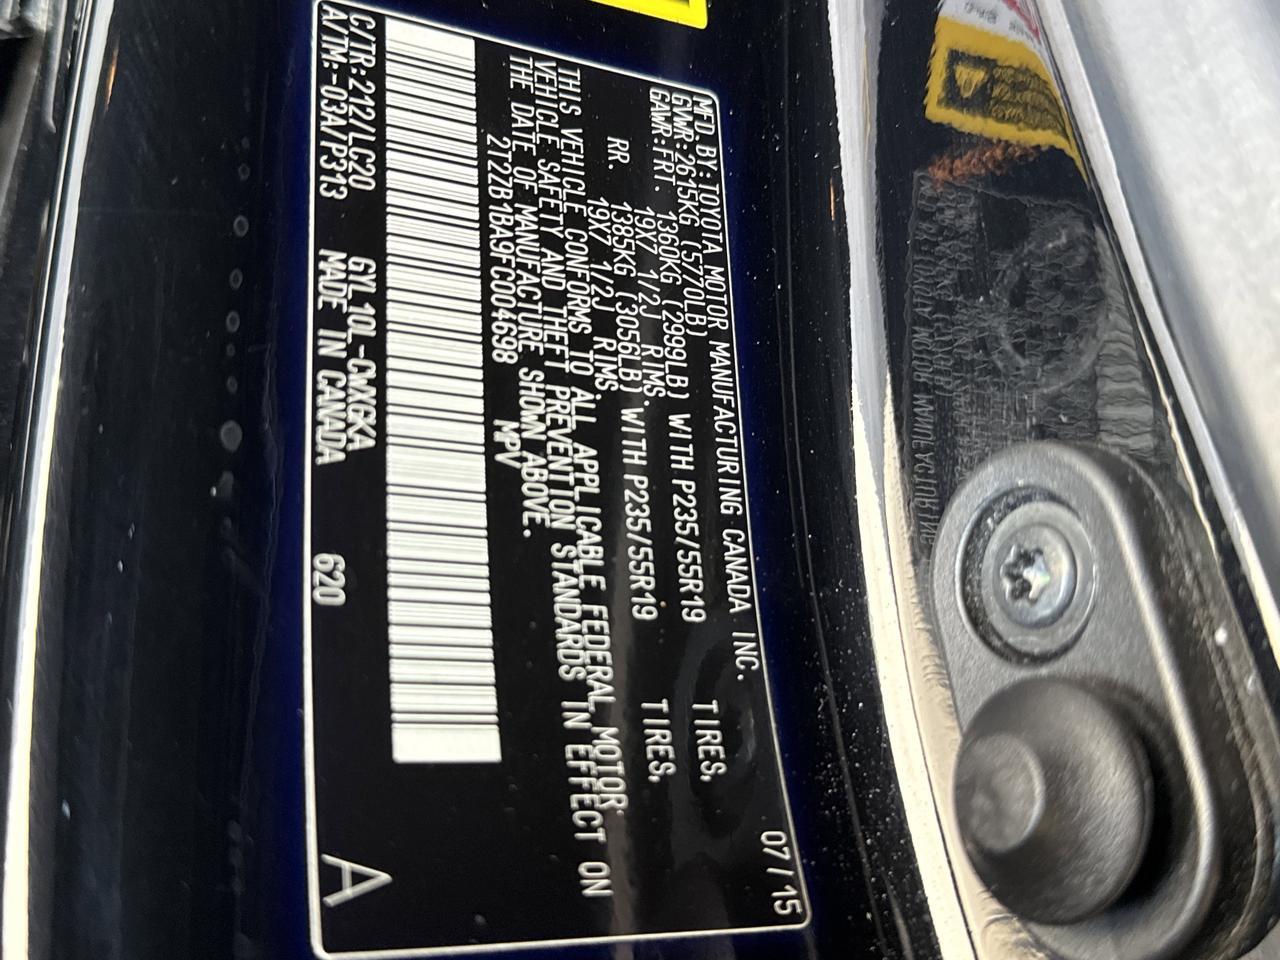 MFD. BY: TOYOTA MOTOR MANUFACTURING CANADA INC. 07/15
GVWR: 2615KG (5770LB)
GAWR: FRT. 1360KG (2999LB) WITH P235/55R19 TIRES,
19X7 1/2J RIMS.
RR. 1385KG (3056LB) WITH P235/55R19 TIRES,
19X7 1/2J RIMS.
THIS VEHICLE CONFORMS TO ALL APPLICABLE FEDERAL MOTOR
VEHICLE SAFETY AND THEFT PREVENTION STANDARDS IN EFFECT ON
THE DATE OF MANUFACTURE SHOWN ABOVE.
2T2ZB1BA9FC004698 MPV
C/TR: 212/LC20 GYL10L-CWXGKA 620 A
A/TM: -03A/P313 MADE IN CANADA